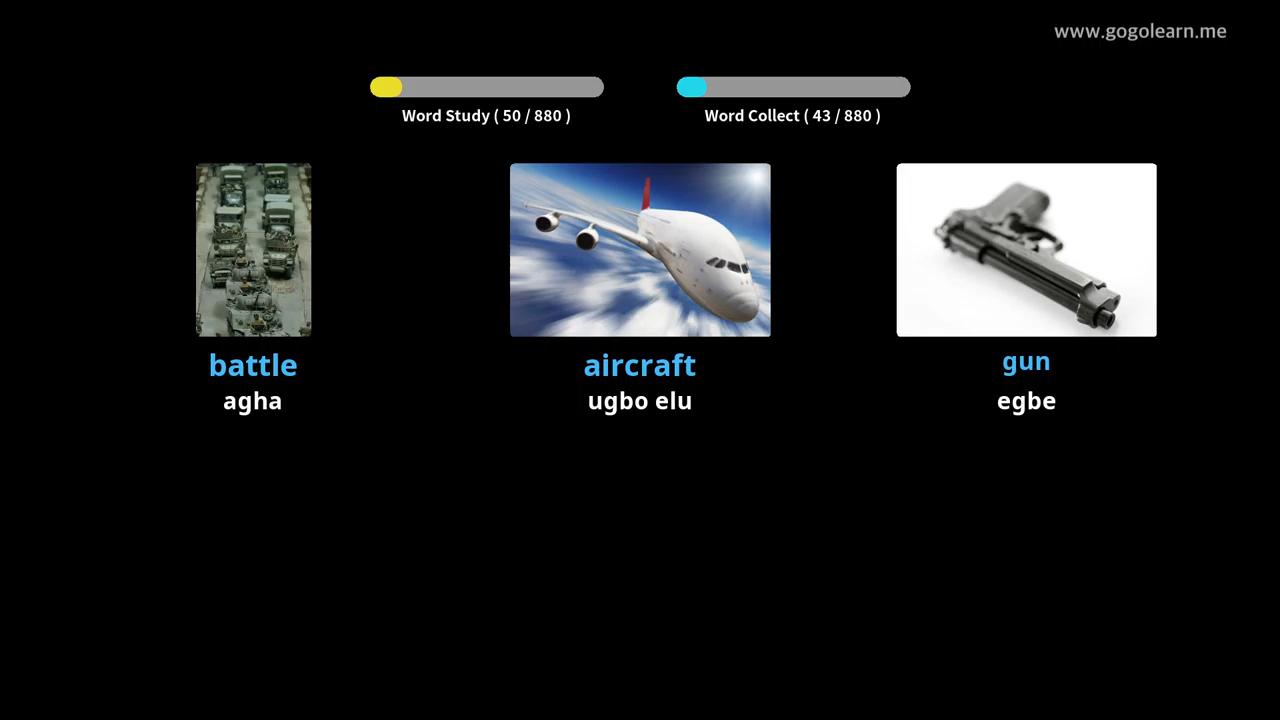 www.gogolearn.me
Word Study ( 50 / 880 )
Word Collect ( 43 / 880 )
battle
aircraft
gun
agha
ugbo elu
egbe